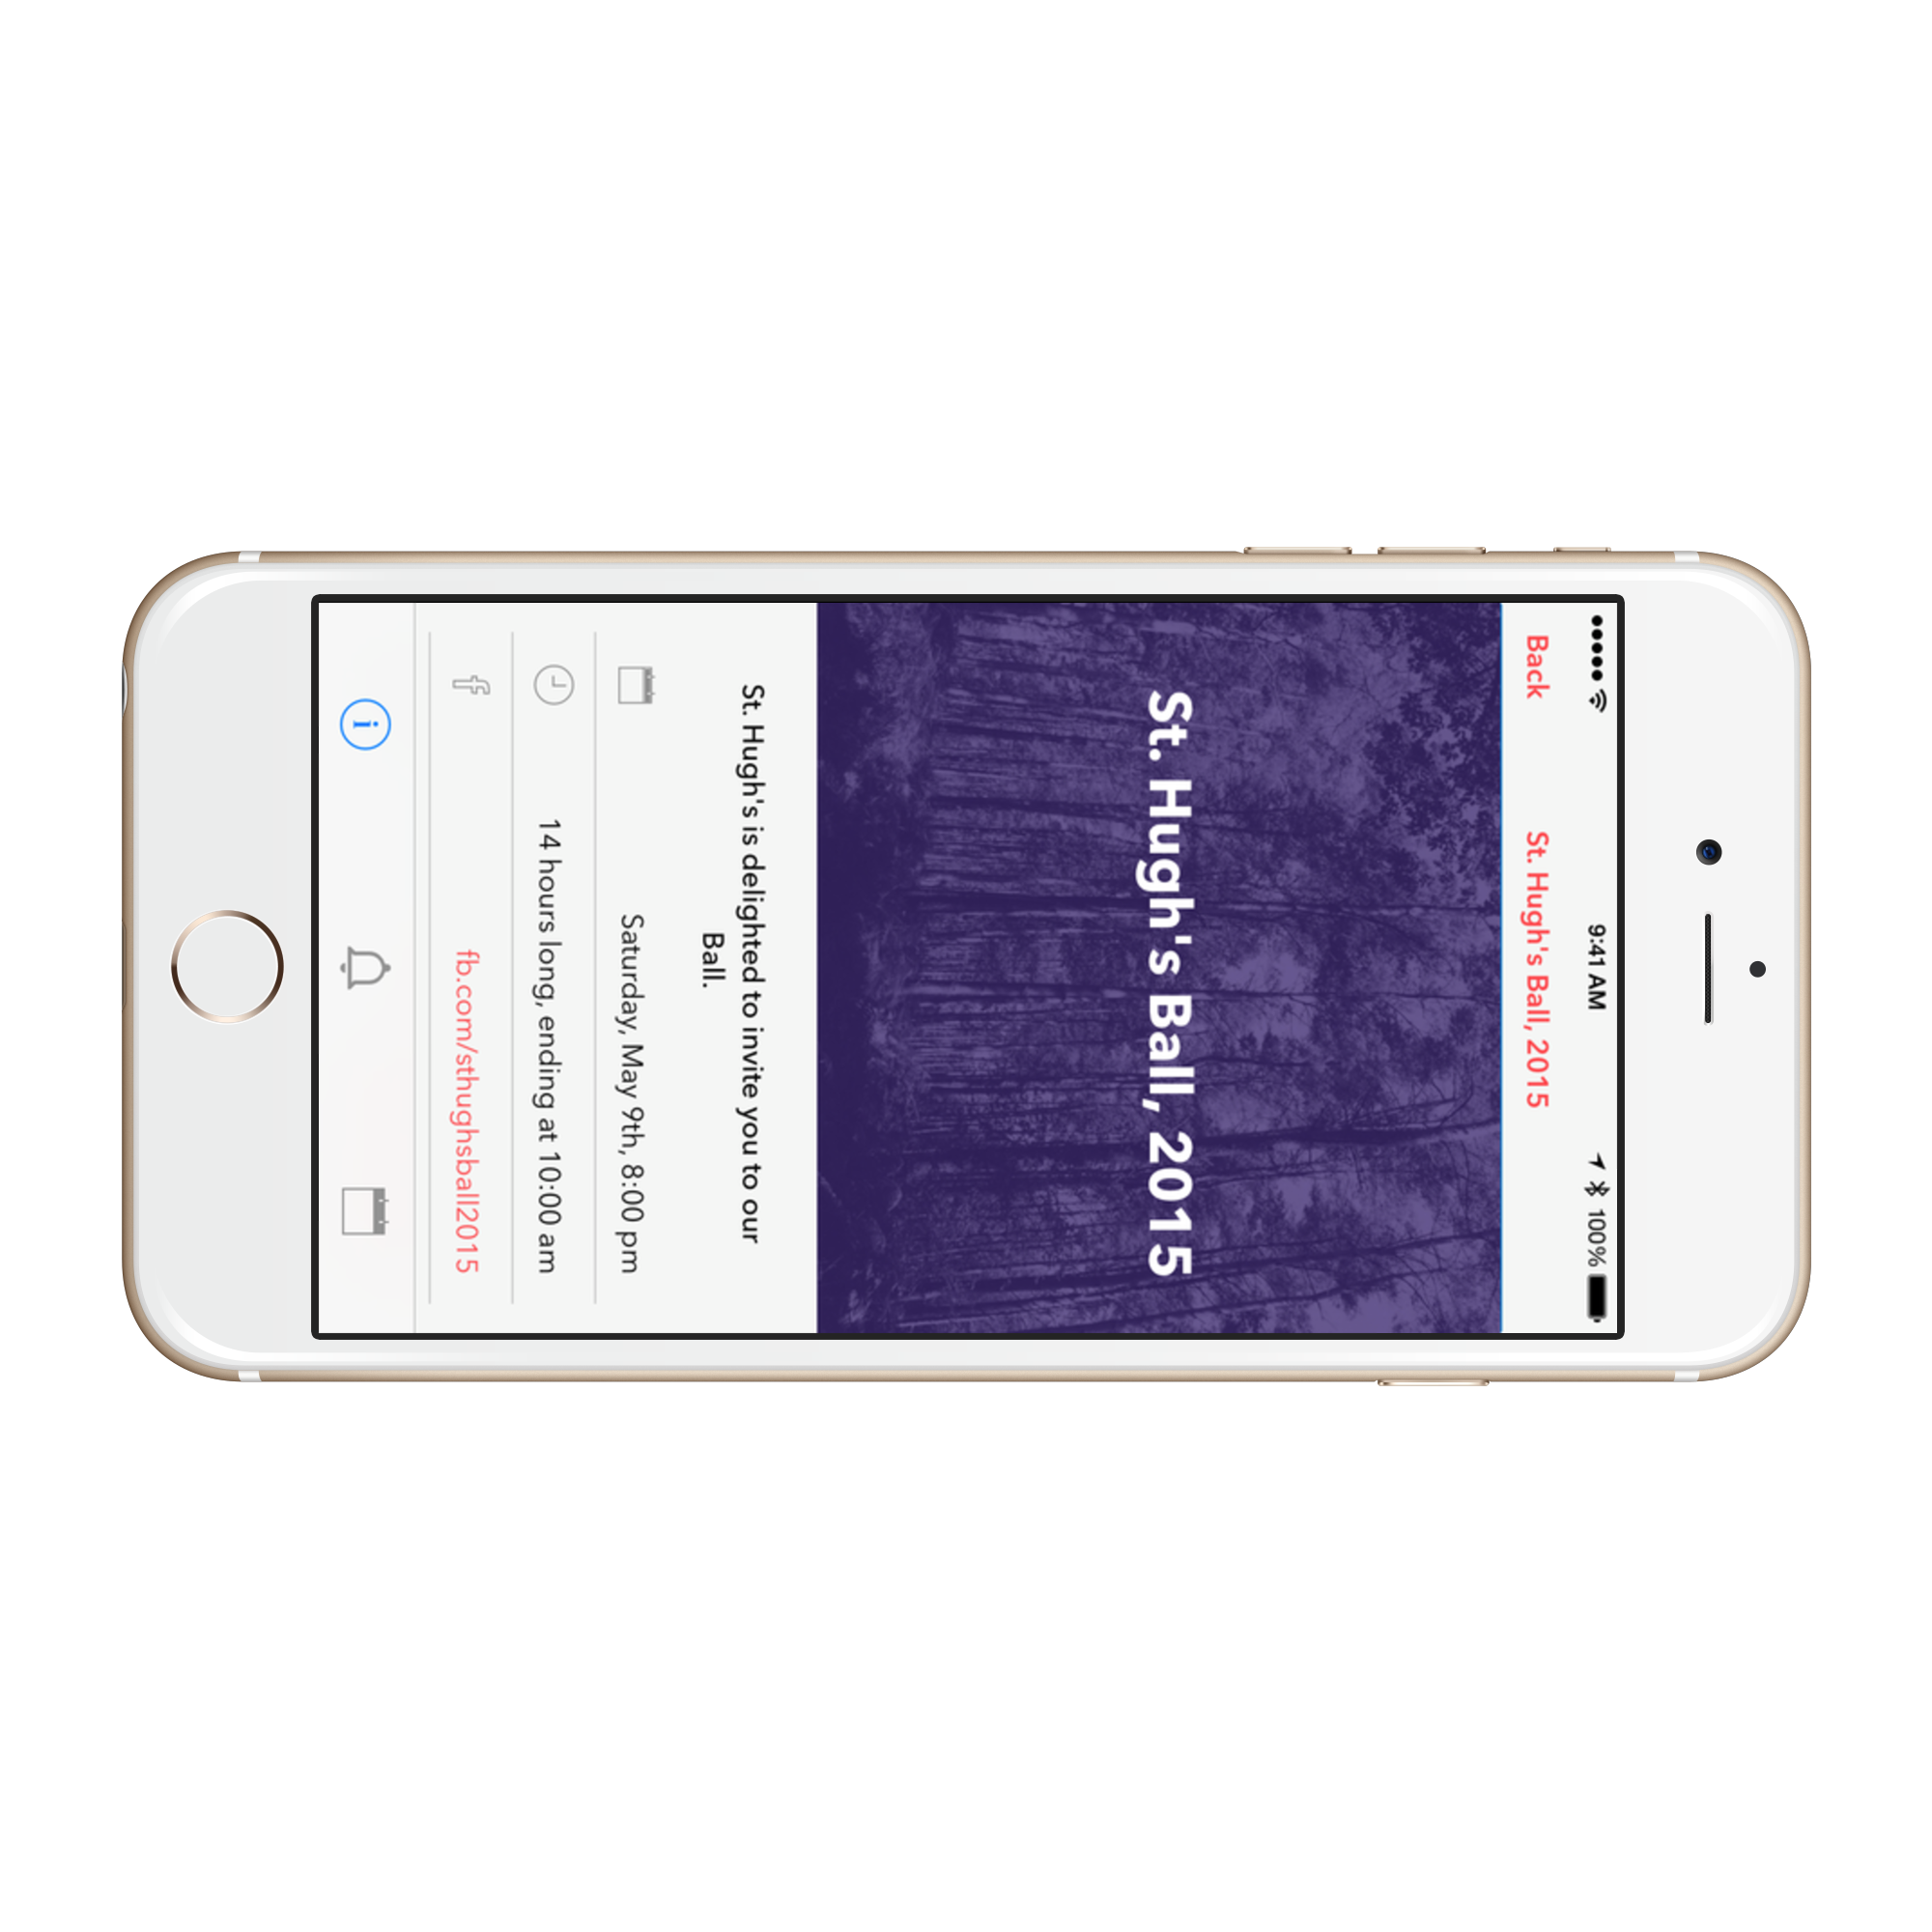 9:41 AM
100%
Back
St. Hugh's Ball, 2015
St. Hugh's Ball, 2015
St. Hugh's is delighted to invite you to our
Ball.
Saturday, May 9th, 8:00 pm
14 hours long, ending at 10:00 am
fb.com/sthughsball2015